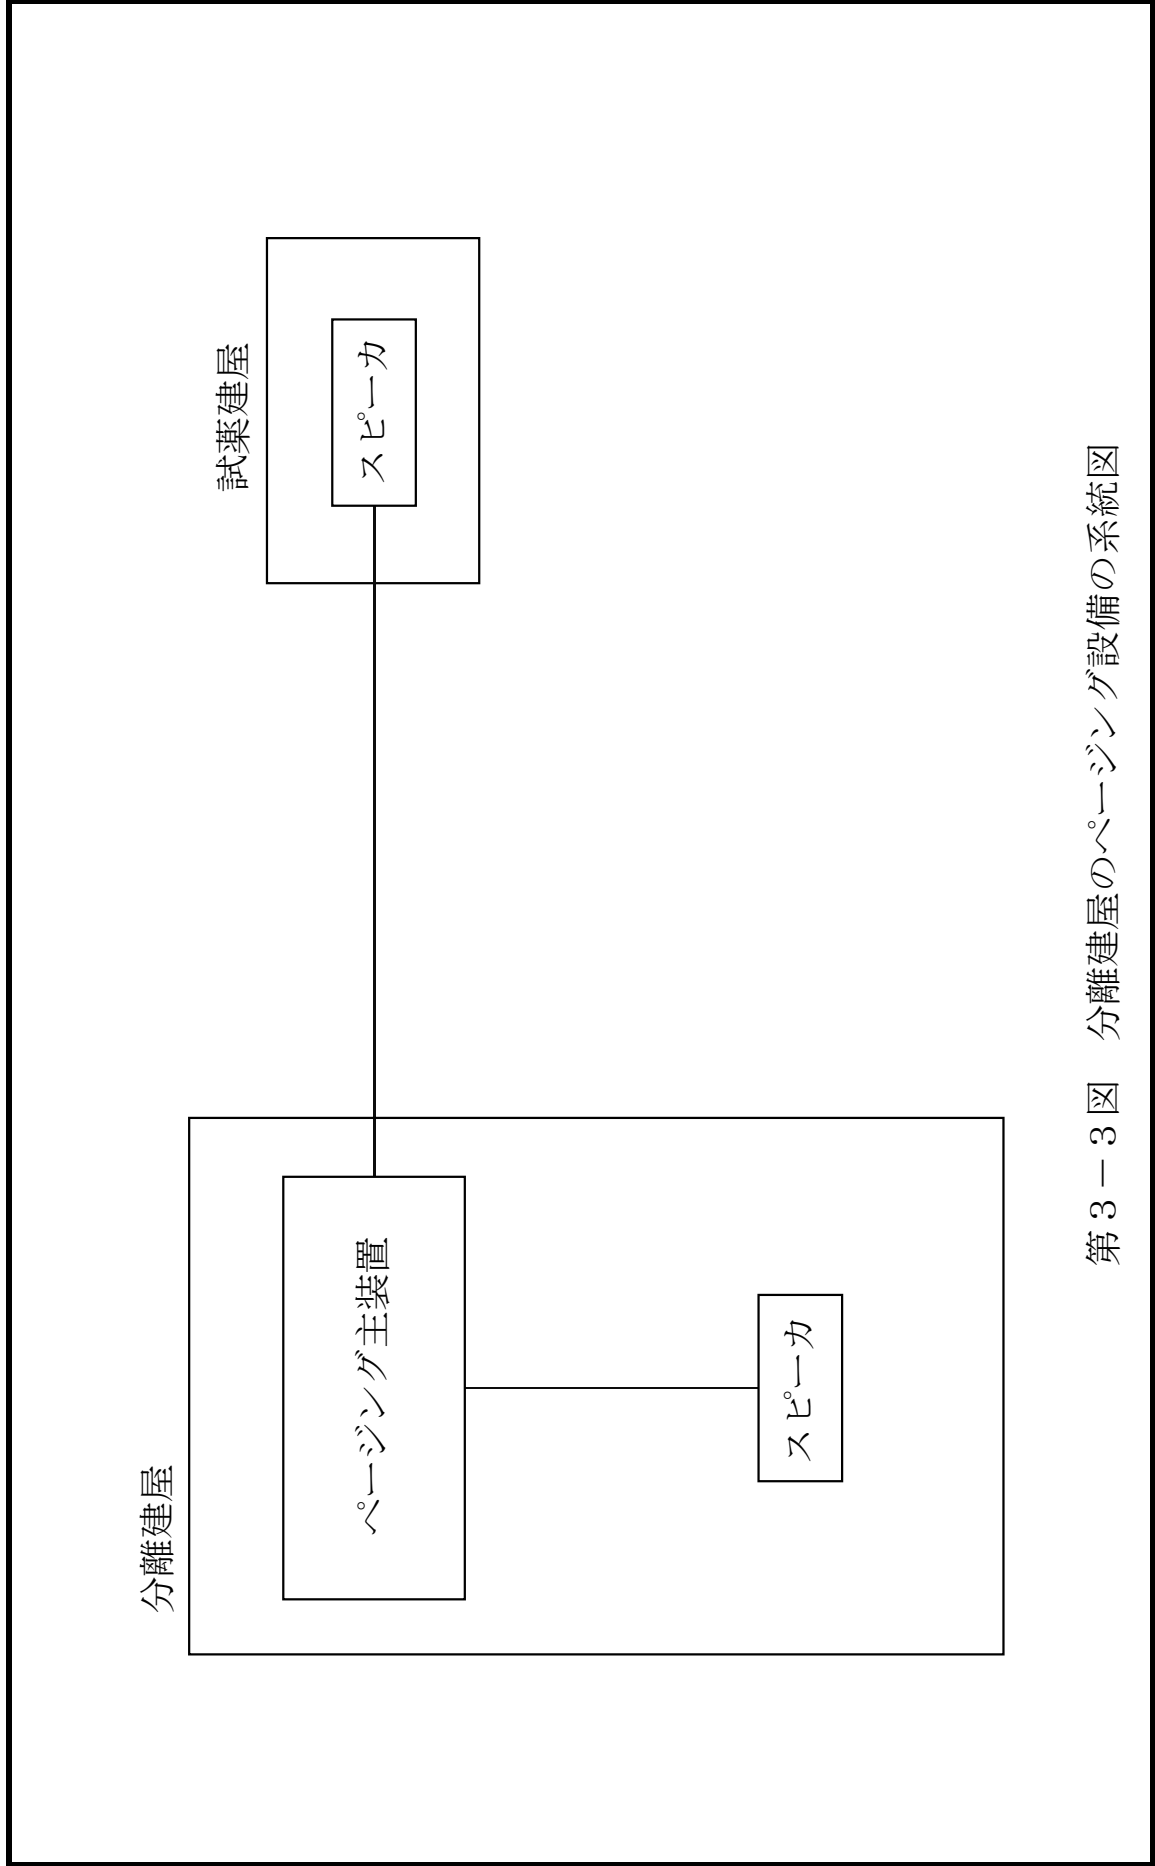 分離建屋
ページング主装置
スピーカ
試薬建屋
スピーカ
第3-3図　分離建屋のページング設備の系統図